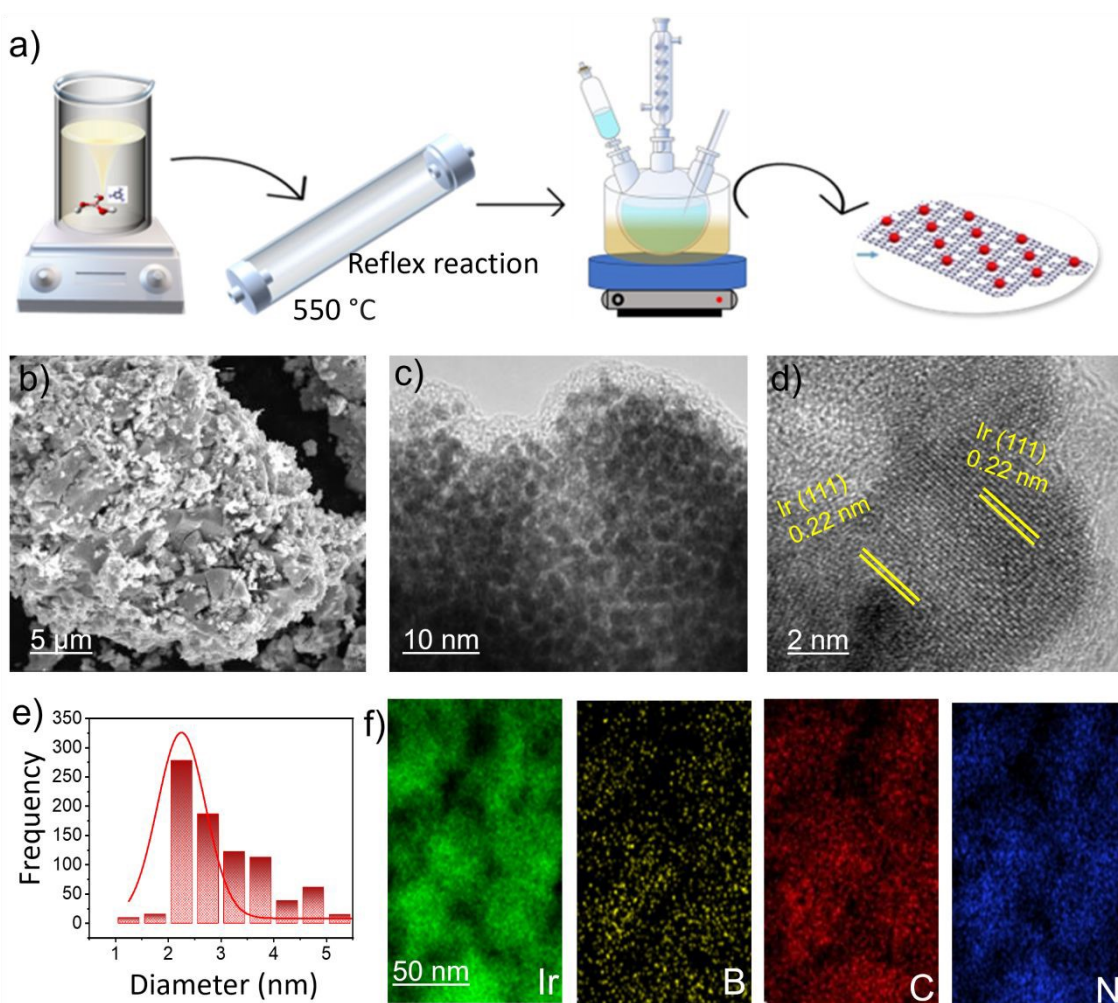 a)
Reflex reaction
550 °C
b)
5 µm
c)
10 nm
d)
Ir (111)
0.22 nm
Ir (111)
0.22 nm
2 nm
e)
350
300
250
200
150
100
50
0
Frequency
1 2 3 4 5
Diameter (nm)
f)
50 nm
Ir
B
C
N